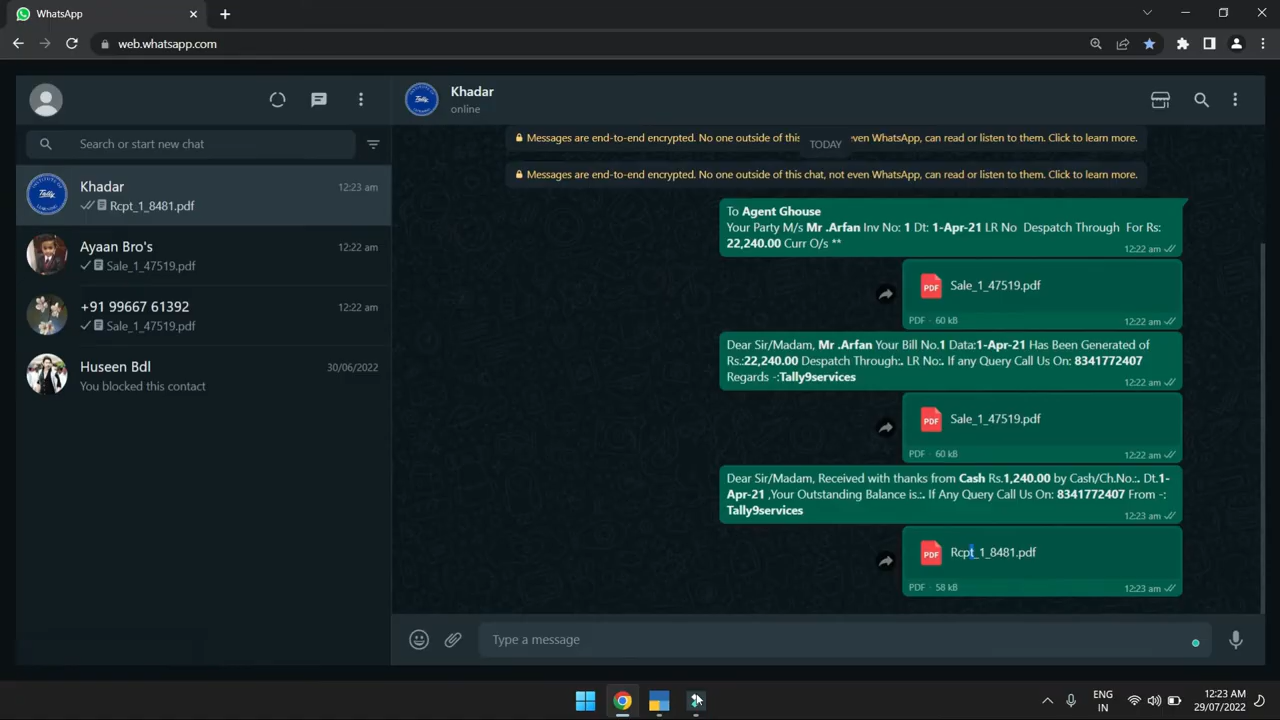 WhatsApp
web.whatsapp.com
Search or start new chat
Khadar
12:23 am
Rcpt_1_8481.pdf
Ayaan Bro's
12:22 am
Sale_1_47519.pdf
+91 99667 61392
12:22 am
Sale_1_47519.pdf
Huseen Bdl
30/06/2022
You blocked this contact
Khadar
online
Messages are end-to-end encrypted. No one outside of this
TODAY
ve even WhatsApp, can read or listen to them. Click to learn more.
Messages are end-to-end encrypted. No one outside of this chat, not even WhatsApp, can read or listen to them. Click to learn more.
To Agent Ghouse
Your Party M/s Mr .Arfan Inv No: 1 Dt: 1-Apr-21 LR No Despatch Through For Rs:
22,240.00 Curr O/s **
12:22 am
PDF
Sale_1_47519.pdf
PDF · 60 kB
12:22 am
Dear Sir/Madam, Mr .Arfan Your Bill No.1 Data:1-Apr-21 Has Been Generated of
Rs.:22,240.00 Despatch Through:. LR No:. If any Query Call Us On: 8341772407
Regards -:Tally9services
12:22 am
PDF
Sale_1_47519.pdf
PDF · 60 kB
12:22 am
Dear Sir/Madam, Received with thanks from Cash Rs.1,240.00 by Cash/Ch.No.:. Dt.1-
Apr-21 ,Your Outstanding Balance is.:. If Any Query Call Us On: 8341772407 From -:
Tally9services
12:23 am
PDF
Rcpt_1_8481.pdf
PDF · 58 kB
12:23 am
Type a message
ENG
IN
12:23 AM
29/07/2022